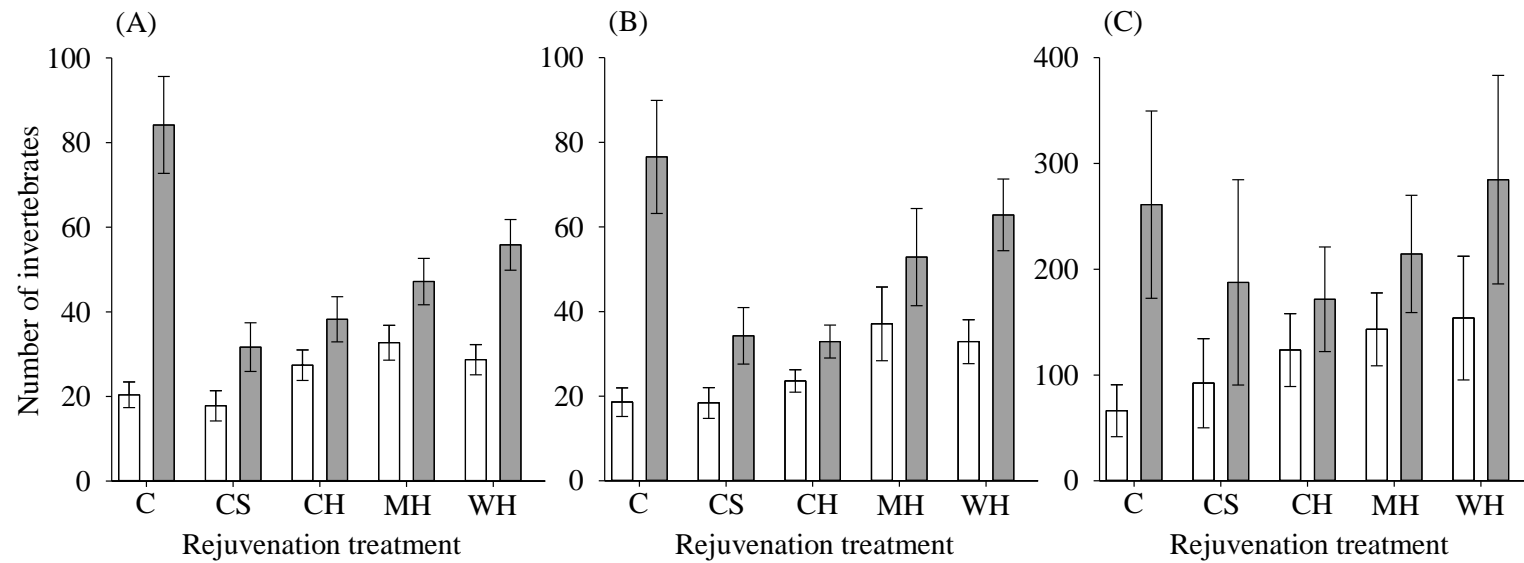 (A)
Number of invertebrates
100
80
60
40
20
0
C CS CH MH WH
Rejuvenation treatment
(B)
100
80
60
40
20
0
C CS CH MH WH
Rejuvenation treatment
(C)
400
300
200
100
0
C CS CH MH WH
Rejuvenation treatment